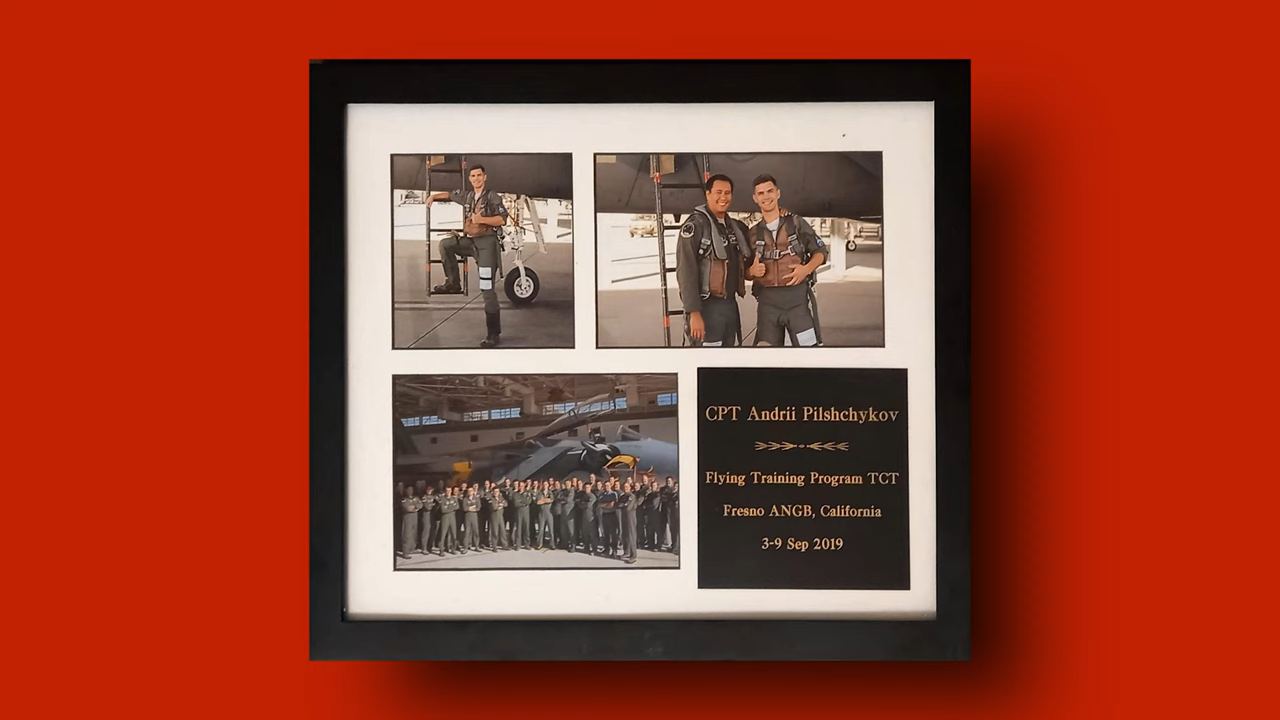 CPT Andrii Pilshchykov
Flying Training Program TCT
Fresno ANGB, California
3-9 Sep 2019